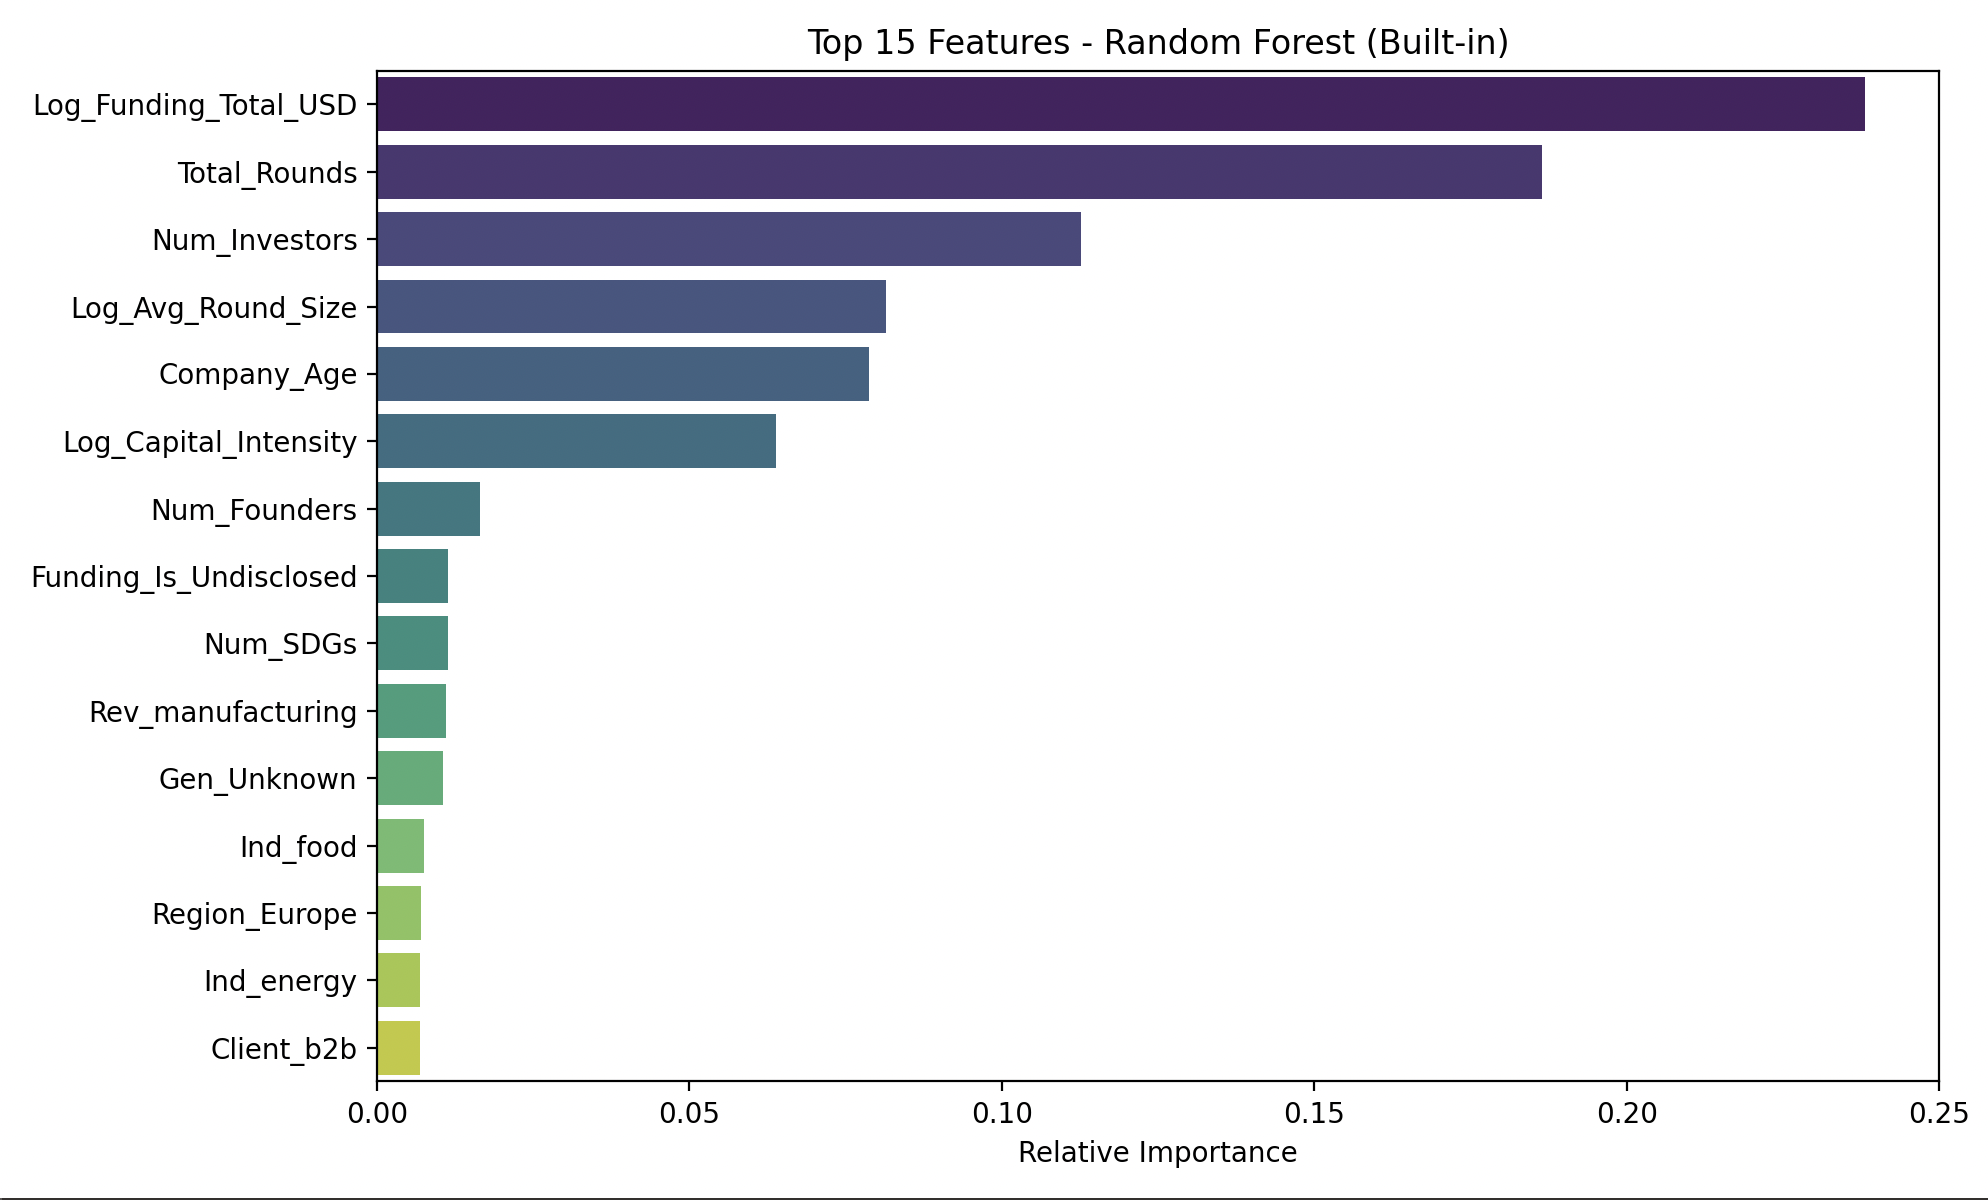 Top 15 Features - Random Forest (Built-in)
Log_Funding_Total_USD
Total_Rounds
Num_Investors
Log_Avg_Round_Size
Company_Age
Log_Capital_Intensity
Num_Founders
Funding_Is_Undisclosed
Num_SDGs
Rev_manufacturing
Gen_Unknown
Ind_food
Region_Europe
Ind_energy
Client_b2b
0.00 0.05 0.10 0.15 0.20 0.25
Relative Importance